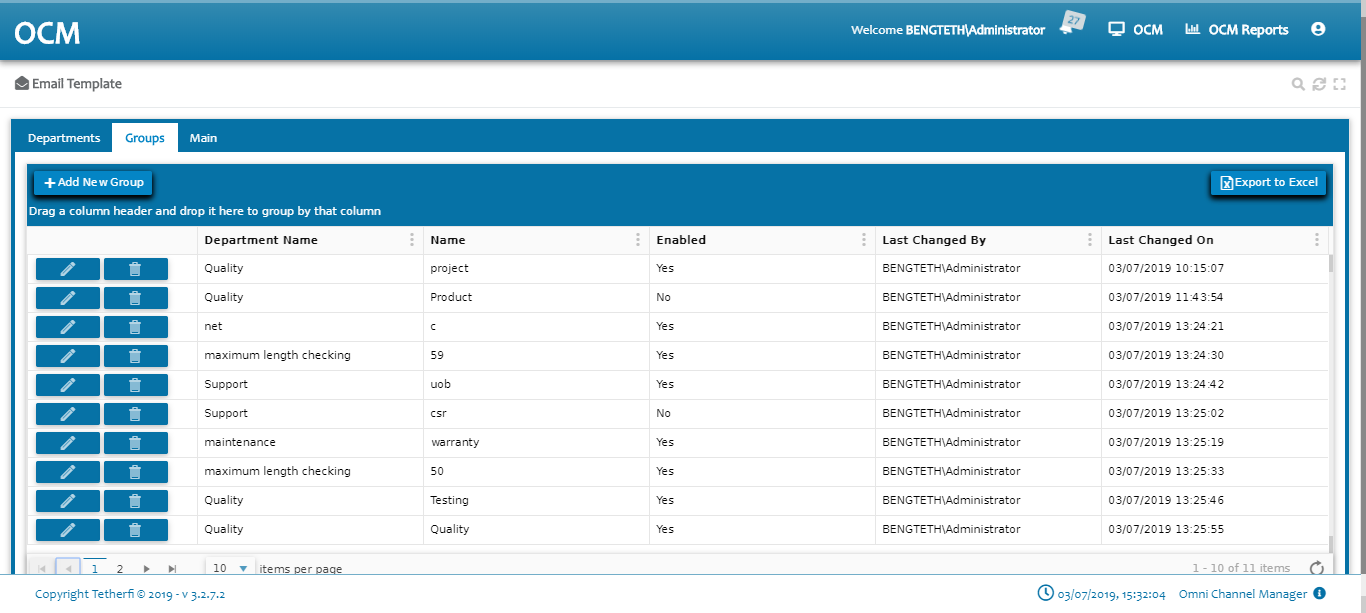 OCM
Welcome BENGTETH\Administrator 27 OCM OCM Reports
Email Template
Departments Groups Main
Add New Group Export to Excel
Drag a column header and drop it here to group by that column
Department Name Name Enabled Last Changed By Last Changed On
Quality project Yes BENGTETH\Administrator 03/07/2019 10:15:07
Quality Product No BENGTETH\Administrator 03/07/2019 11:43:54
net c Yes BENGTETH\Administrator 03/07/2019 13:24:21
maximum length checking 59 Yes BENGTETH\Administrator 03/07/2019 13:24:30
Support uob Yes BENGTETH\Administrator 03/07/2019 13:24:42
Support csr No BENGTETH\Administrator 03/07/2019 13:25:02
maintenance warranty Yes BENGTETH\Administrator 03/07/2019 13:25:19
maximum length checking 50 Yes BENGTETH\Administrator 03/07/2019 13:25:33
Quality Testing Yes BENGTETH\Administrator 03/07/2019 13:25:46
Quality Quality Yes BENGTETH\Administrator 03/07/2019 13:25:55
1 2 10 items per page 1 - 10 of 11 items
Copyright Tetherfi © 2019 - v 3.2.7.2 03/07/2019, 15:32:04 Omni Channel Manager